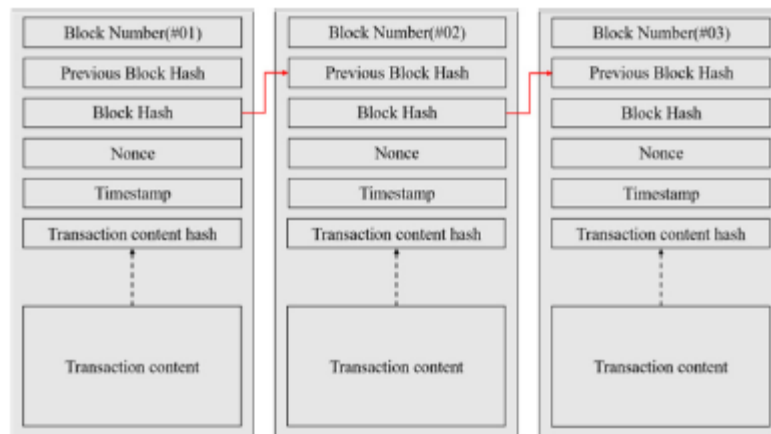 Block Number(#01)
Previous Block Hash
Block Hash
Nonce
Timestamp
Transaction content hash
Transaction content
Block Number(#02)
Previous Block Hash
Block Hash
Nonce
Timestamp
Transaction content hash
Transaction content
Block Number(#03)
Previous Block Hash
Block Hash
Nonce
Timestamp
Transaction content hash
Transaction content